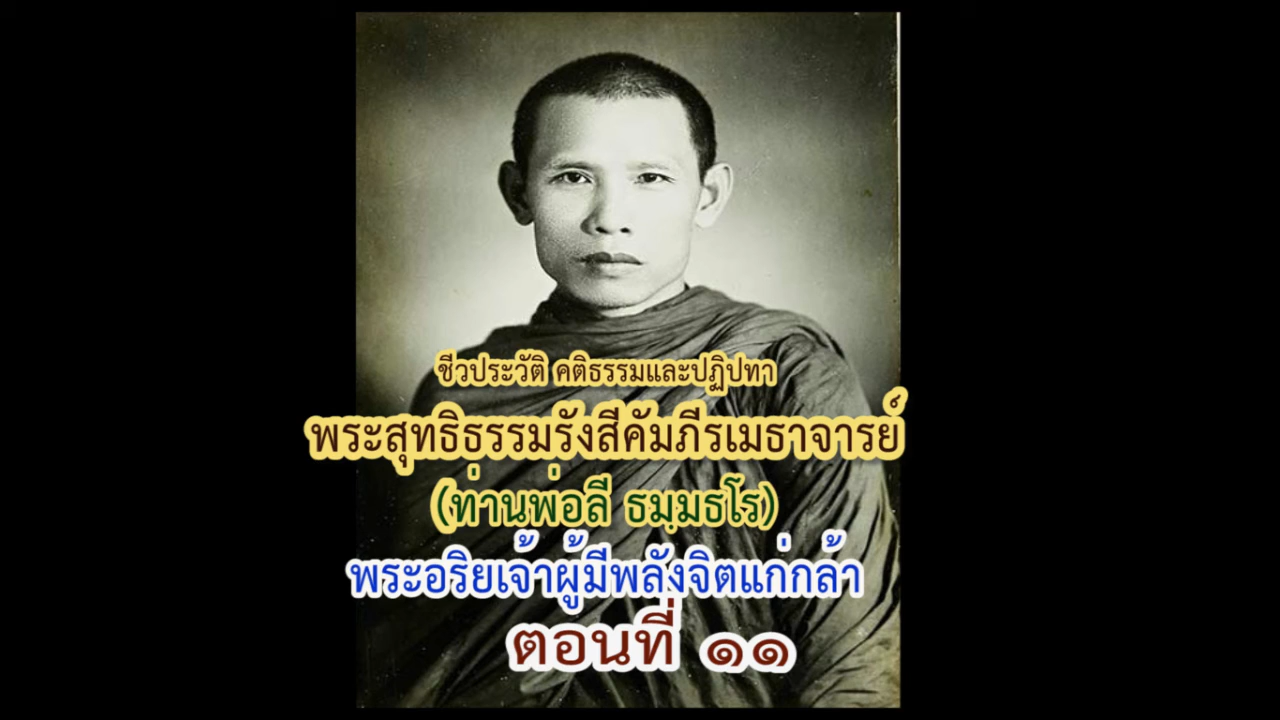 ชีวประวัติ คติธรรมและปฏิปทา
พระสุทธิธรรมรังสีคัมภีรเมธาจารย์
(ท่านพ่อลี ธมฺมธโร)
พระอริยเจ้าผู้มีพลังจิตแก่กล้า
ตอนที่ ๑๑